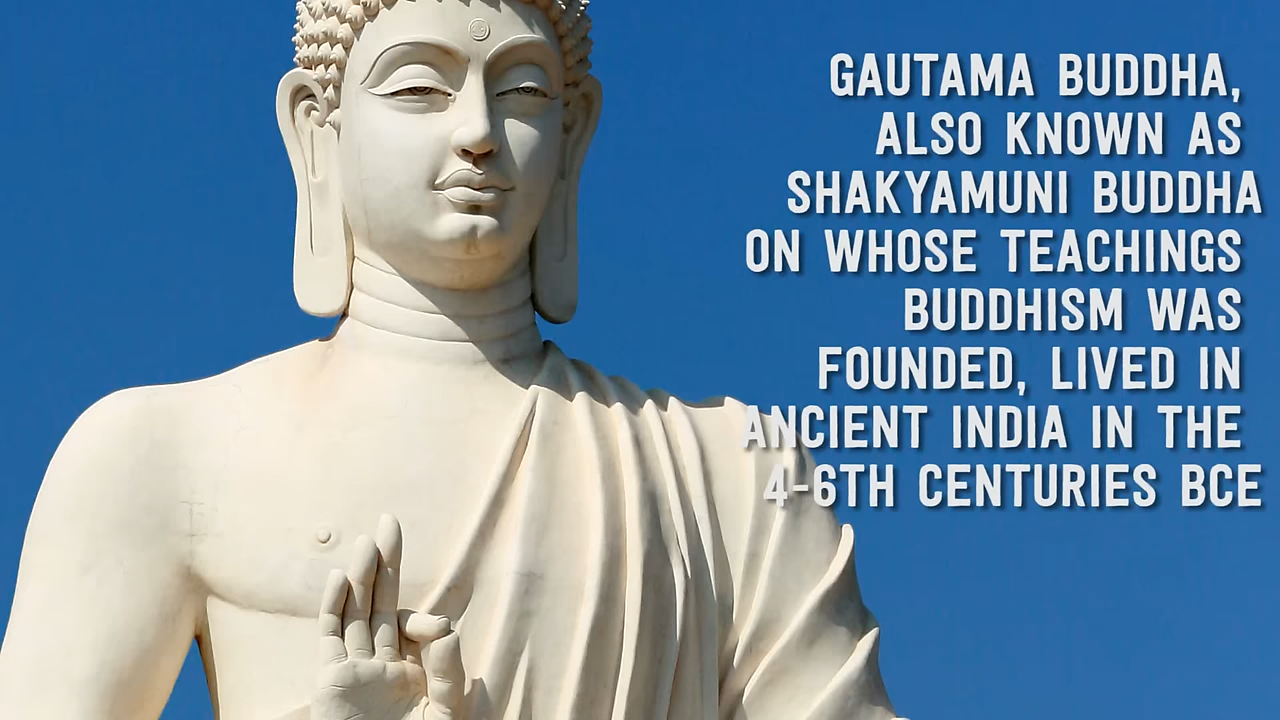 GAUTAMA BUDDHA,
ALSO KNOWN AS
SHAKYAMUNI BUDDHA
ON WHOSE TEACHINGS
BUDDHISM WAS
FOUNDED, LIVED IN
ANCIENT INDIA IN THE
4-6TH CENTURIES BCE